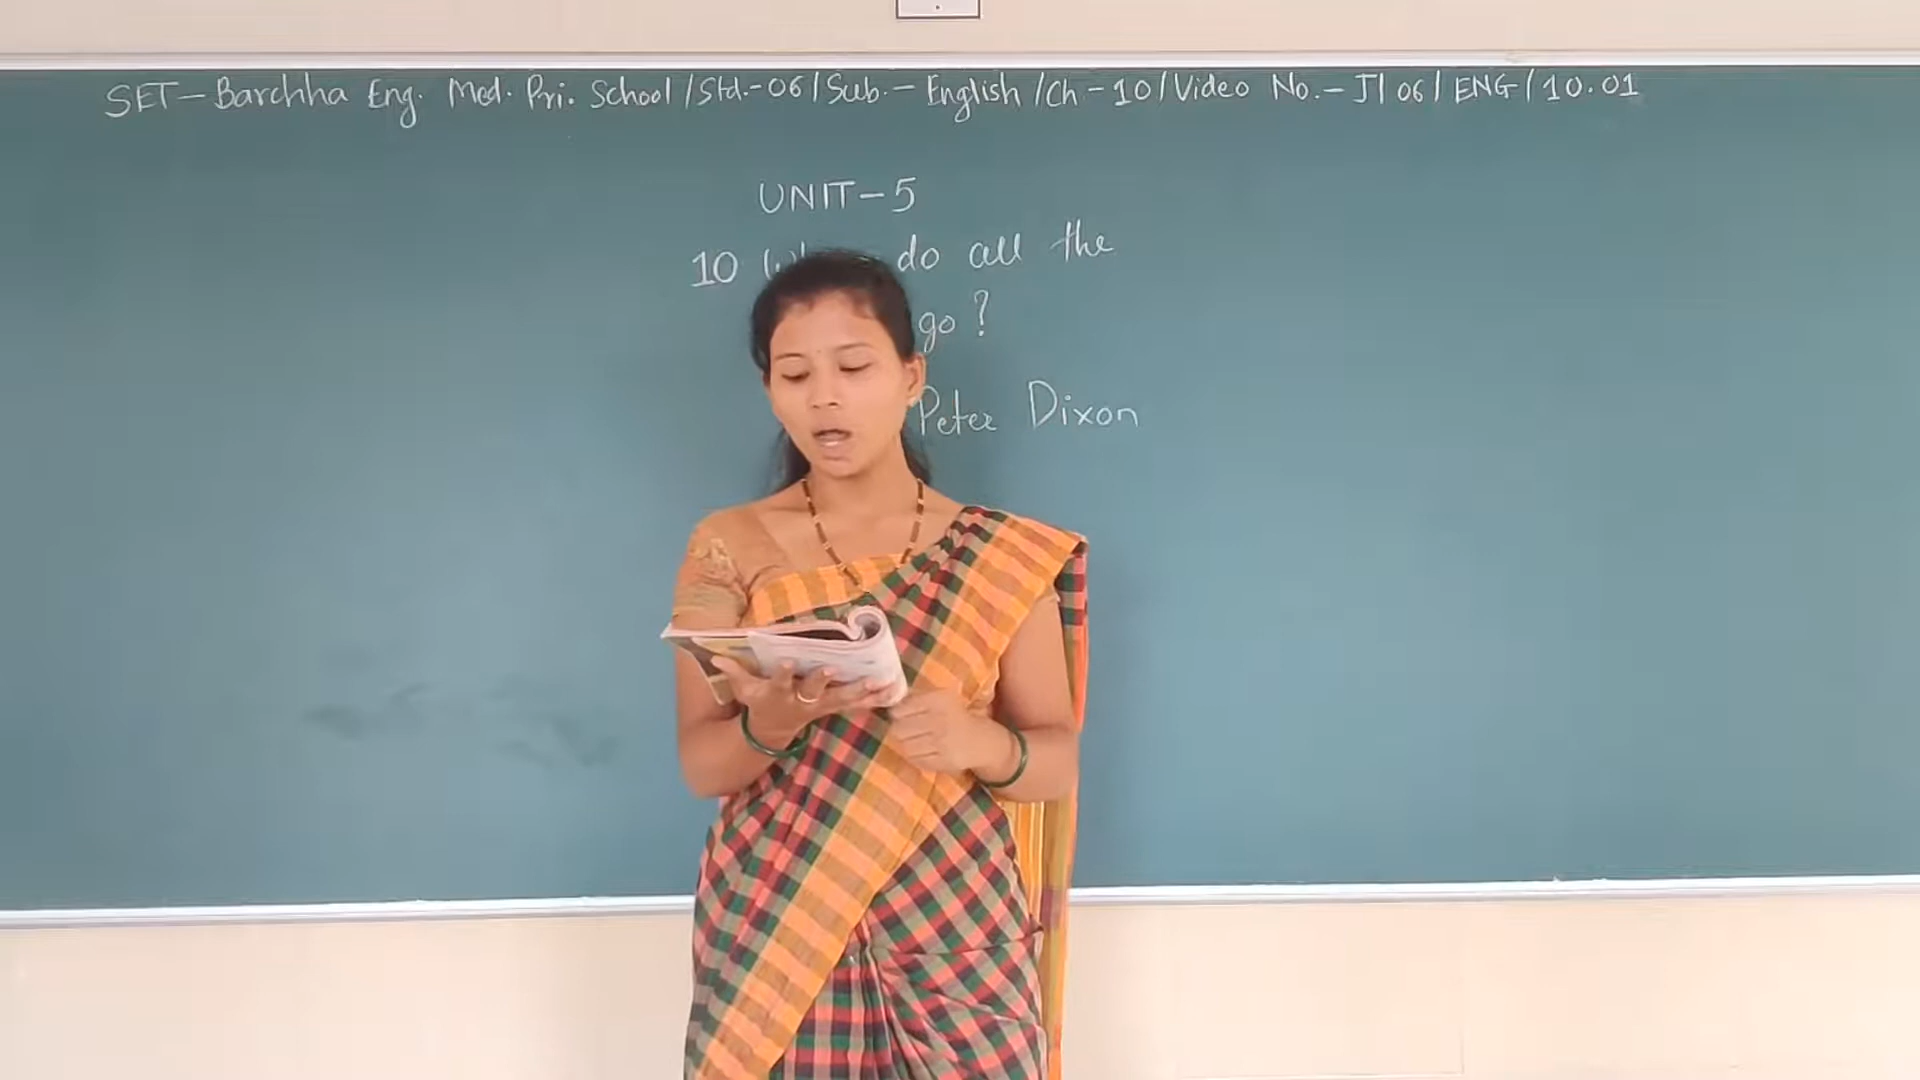 SET - Barchha Eng. Med. Pri. School / Std.-06 / Sub. - English / Ch - 10 / Video No. - J/ 06 / ENG / 10.01
UNIT - 5
10 do all the
go ?
Peter Dixon